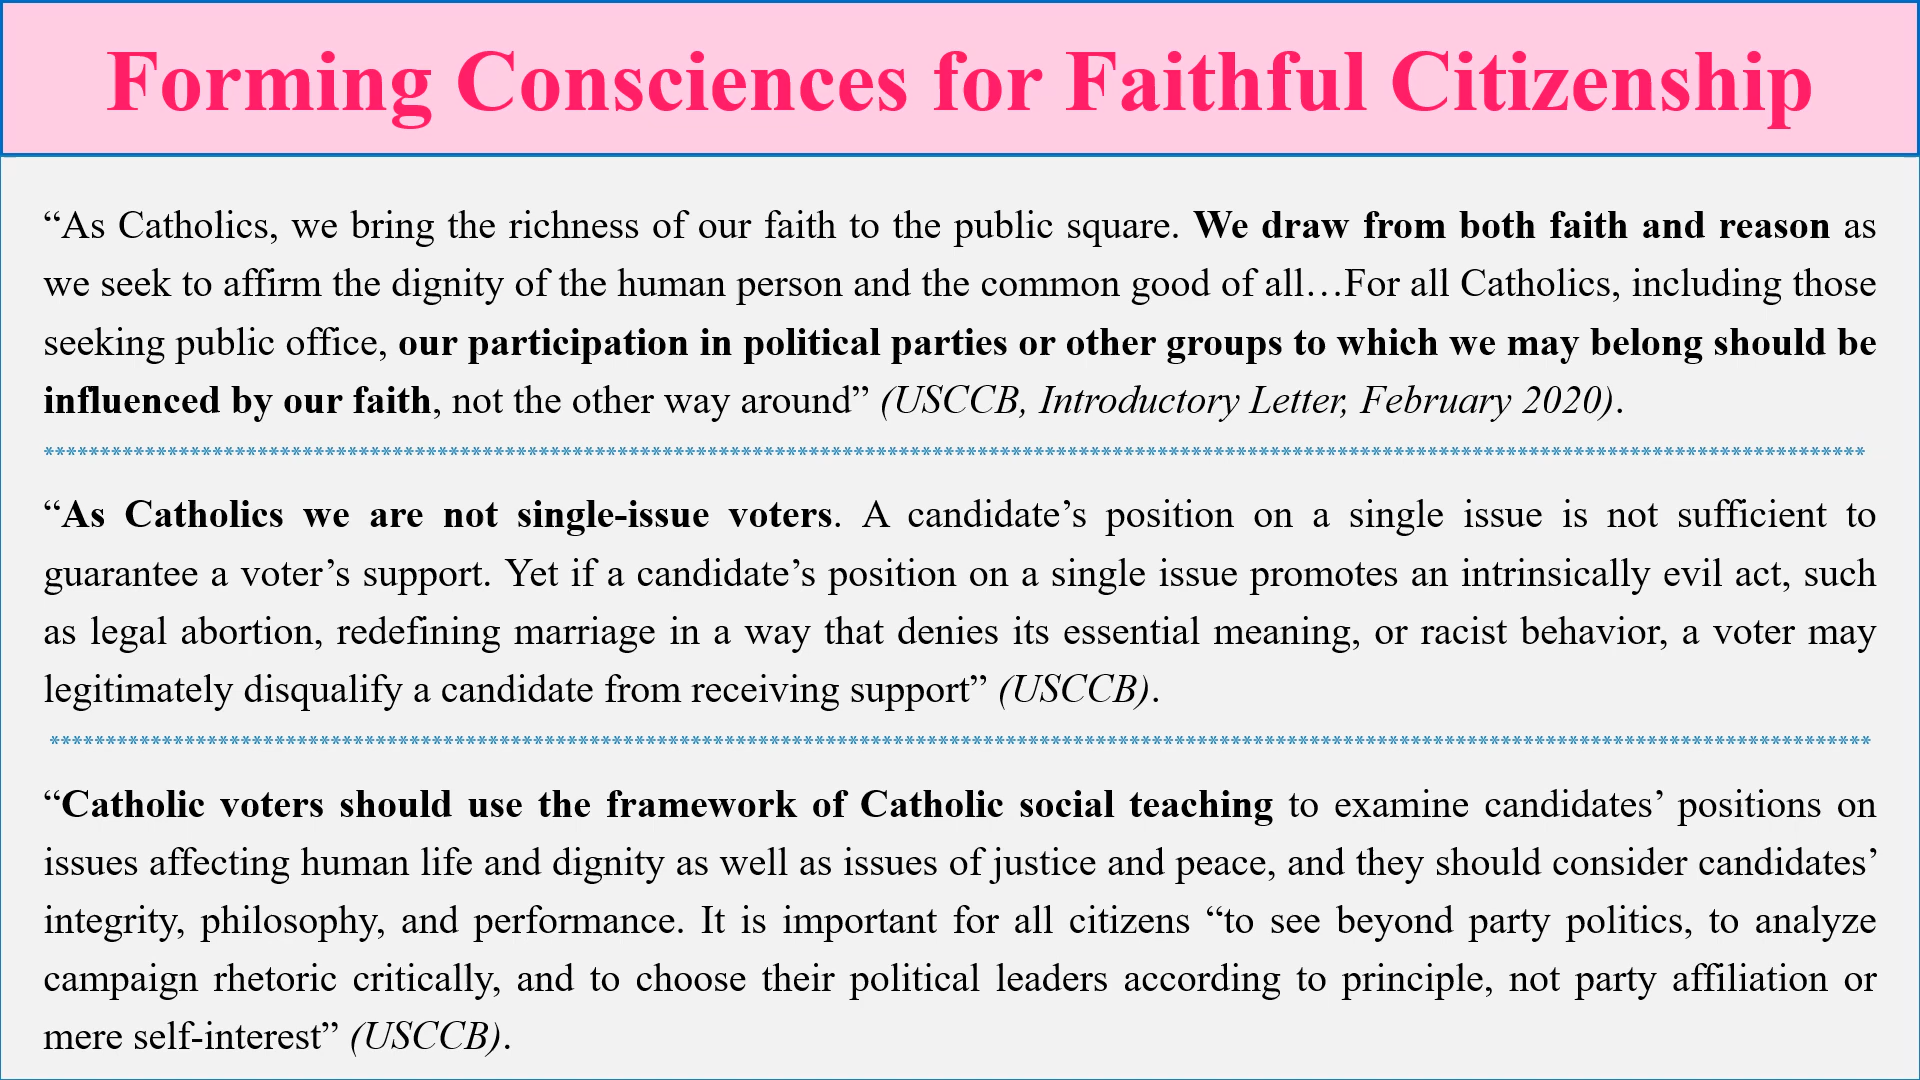 Forming Consciences for Faithful Citizenship
“As Catholics, we bring the richness of our faith to the public square. We draw from both faith and reason as
we seek to affirm the dignity of the human person and the common good of all…For all Catholics, including those
seeking public office, our participation in political parties or other groups to which we may belong should be
influenced by our faith, not the other way around” (USCCB, Introductory Letter, February 2020).
“As Catholics we are not single-issue voters. A candidate’s position on a single issue is not sufficient to
guarantee a voter’s support. Yet if a candidate’s position on a single issue promotes an intrinsically evil act, such
as legal abortion, redefining marriage in a way that denies its essential meaning, or racist behavior, a voter may
legitimately disqualify a candidate from receiving support” (USCCB).
“Catholic voters should use the framework of Catholic social teaching to examine candidates’ positions on
issues affecting human life and dignity as well as issues of justice and peace, and they should consider candidates’
integrity, philosophy, and performance. It is important for all citizens “to see beyond party politics, to analyze
campaign rhetoric critically, and to choose their political leaders according to principle, not party affiliation or
mere self-interest” (USCCB).